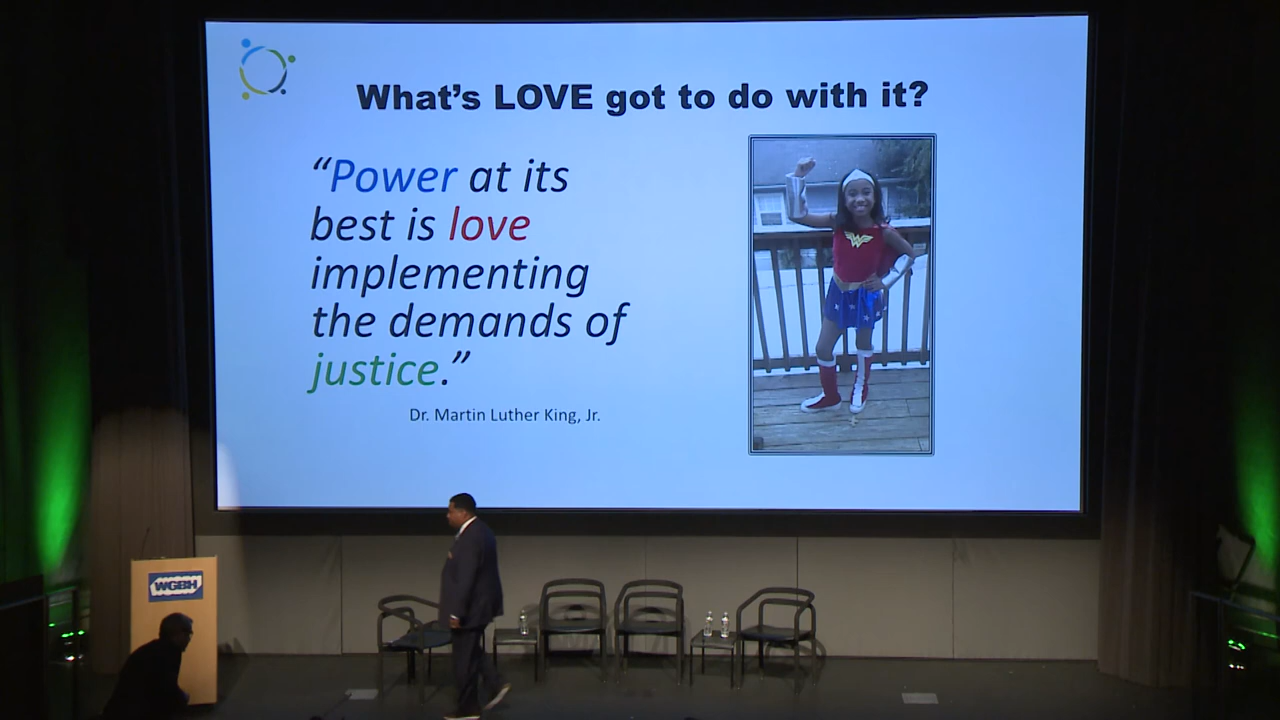 What's LOVE got to do with it?
“Power at its
best is love
implementing
the demands of
justice.”
Dr. Martin Luther King, Jr.
W
WGBH